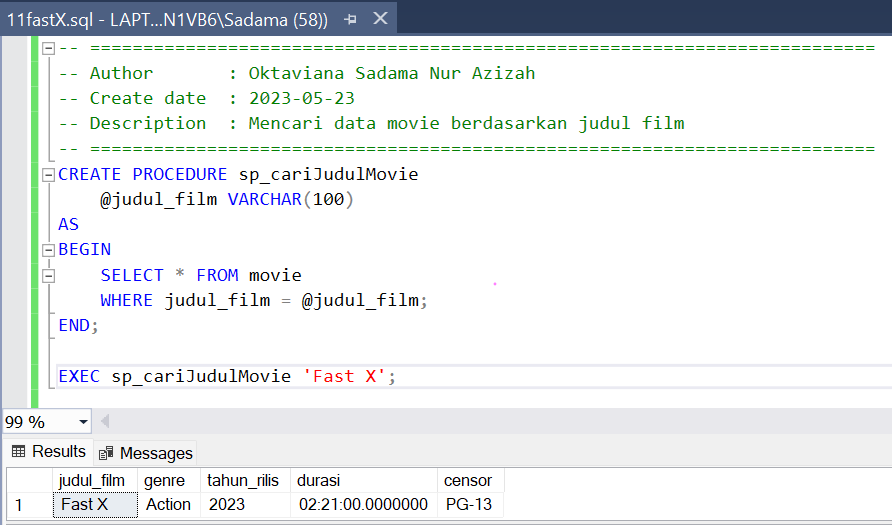 11fastX.sql - LAPT...N1VB6\Sadama (58))
-- ==========================================================================
-- Author       : Oktaviana Sadama Nur Azizah
-- Create date  : 2023-05-23
-- Description  : Mencari data movie berdasarkan judul film
-- ==========================================================================
CREATE PROCEDURE sp_cariJudulMovie
    @judul_film VARCHAR(100)
AS
BEGIN
    SELECT * FROM movie
    WHERE judul_film = @judul_film;
END;
EXEC sp_cariJudulMovie 'Fast X';
99 %
Results Messages
judul_film genre tahun_rilis durasi censor
1 Fast X Action 2023 02:21:00.0000000 PG-13